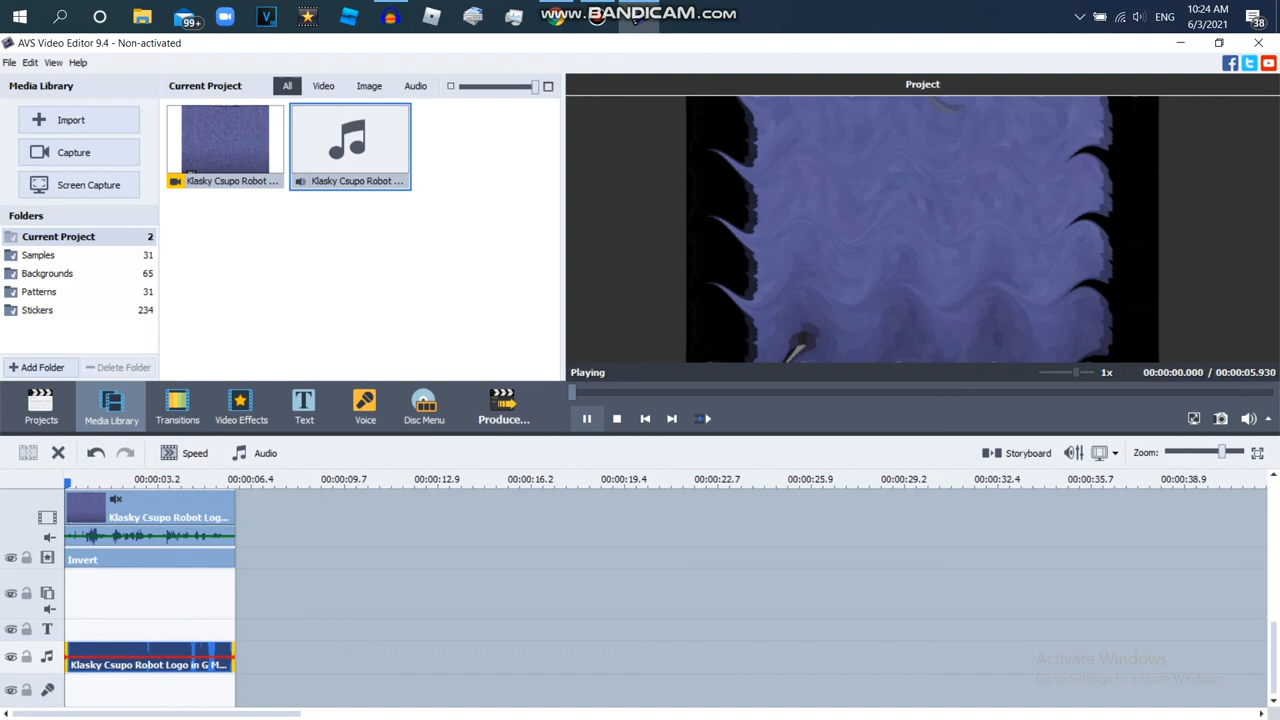 www.BANDICAM.com
99+
ENG
10:24 AM
6/3/2021
38
AVS Video Editor 9.4 - Non-activated
File Edit View Help
Media Library
Current Project
All Video Image Audio
Project
Import
Capture
Screen Capture
Klasky Csupo Robot ...
Klasky Csupo Robot ...
Folders
Current Project 2
Samples 31
Backgrounds 65
Patterns 31
Stickers 234
Add Folder
Delete Folder
Playing
1x
00:00:00.000 / 00:00:05.930
Projects
Media Library
Transitions
Video Effects
Text
Voice
Disc Menu
Produce...
Speed
Audio
Storyboard
Zoom:
00:00:03.2 00:00:06.4 00:00:09.7 00:00:12.9 00:00:16.2 00:00:19.4 00:00:22.7 00:00:25.9 00:00:29.2 00:00:32.4 00:00:35.7 00:00:38.9
Klasky Csupo Robot Log...
Invert
T
Klasky Csupo Robot Logo in G M...
Activate Windows
Go to Settings to activate Windows.